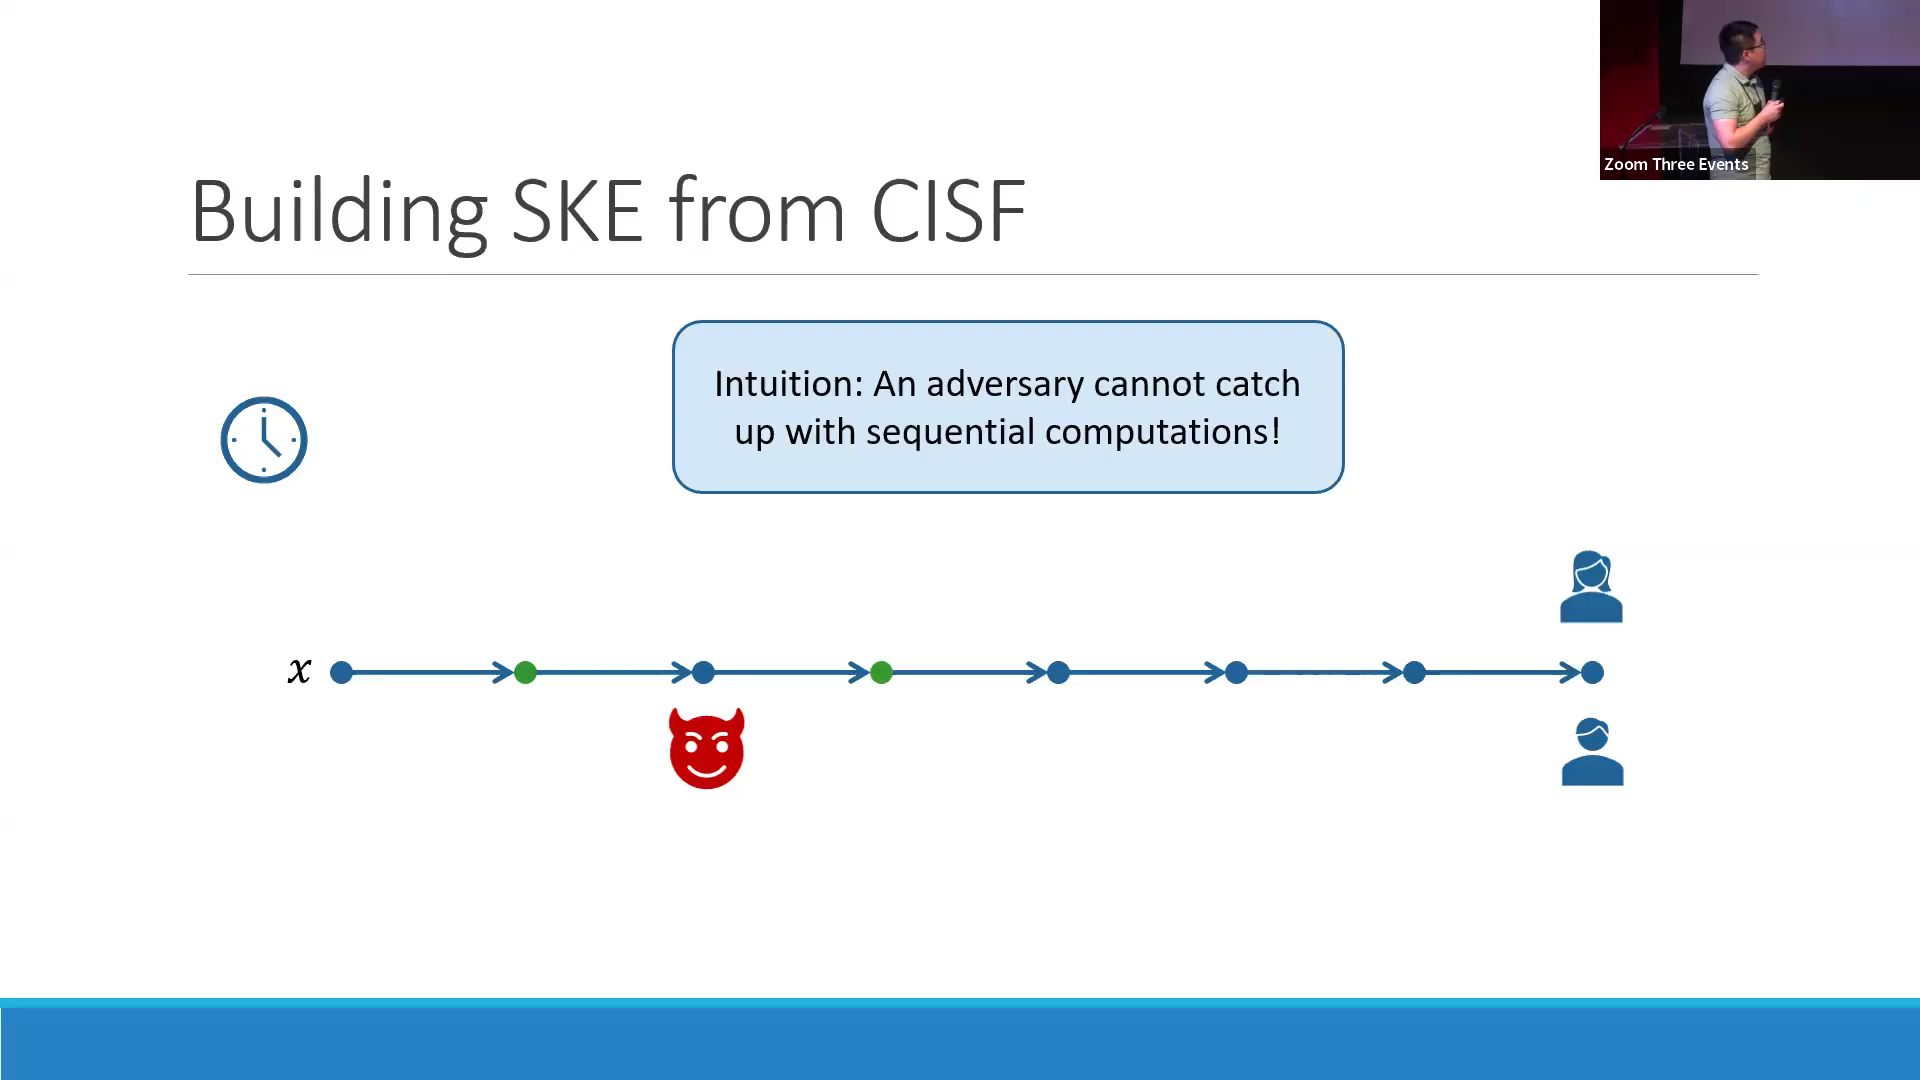 Zoom Three Events
Building SKE from CISF
Intuition: An adversary cannot catch
up with sequential computations!
x